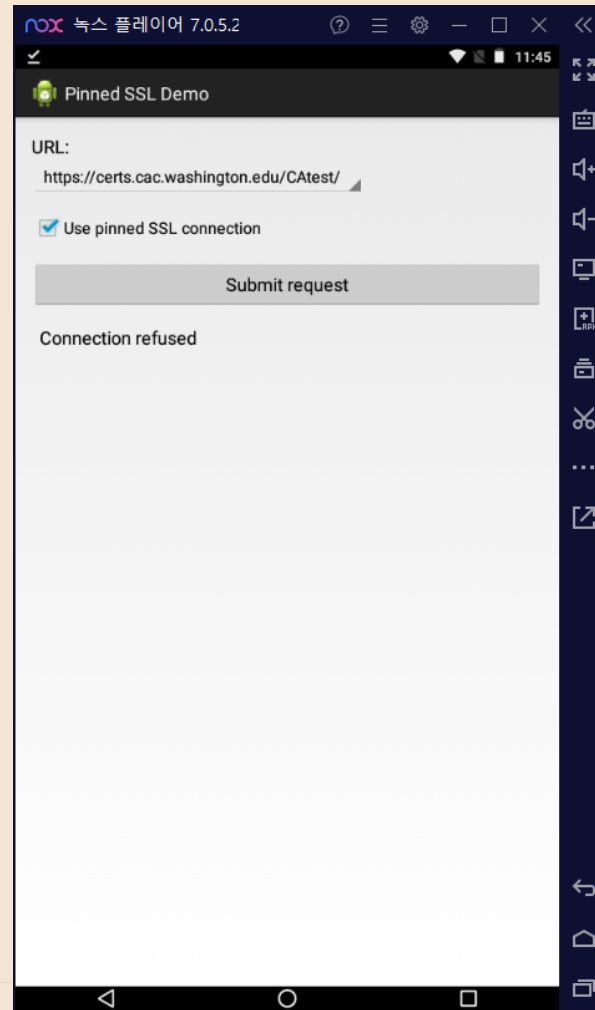 nox 녹스 플레이어 7.0.5.2
11:45
Pinned SSL Demo
URL:
https://certs.cac.washington.edu/CAtest/
Use pinned SSL connection
Submit request
Connection refused